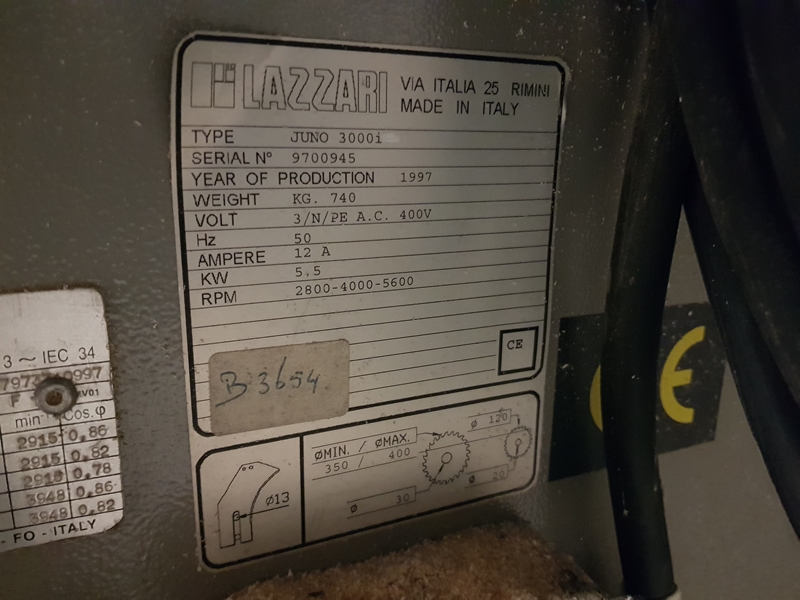 LAZZARI VIA ITALIA 25 RIMINI
MADE IN ITALY
TYPE JUNO 3000i
SERIAL N° 9700945
YEAR OF PRODUCTION 1997
WEIGHT KG. 740
VOLT 3/N/PE A.C. 400V
Hz 50
AMPERE 12 A
KW 5,5
RPM 2800-4000-5600
CE
B 3654
ø13
øMIN. / øMAX.
350 / 400
ø 30
ø 120
ø 20
3 ~ IEC 34
F
min Cos.φ
2915 0,86
2915 0,82
2915 0,78
3948 0,86
3948 0,82
- FO - ITALY
CE